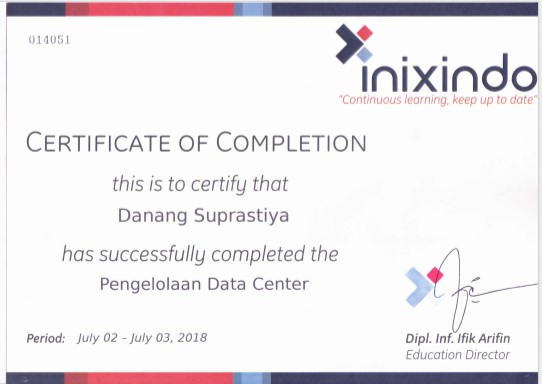 014051
inixindo
"Continuous learning, keep up to date"
CERTIFICATE OF COMPLETION
this is to certify that
Danang Suprastiya
has successfully completed the
Pengelolaan Data Center
Period: July 02 - July 03, 2018
Dipl. Inf. Ifik Arifin
Education Director